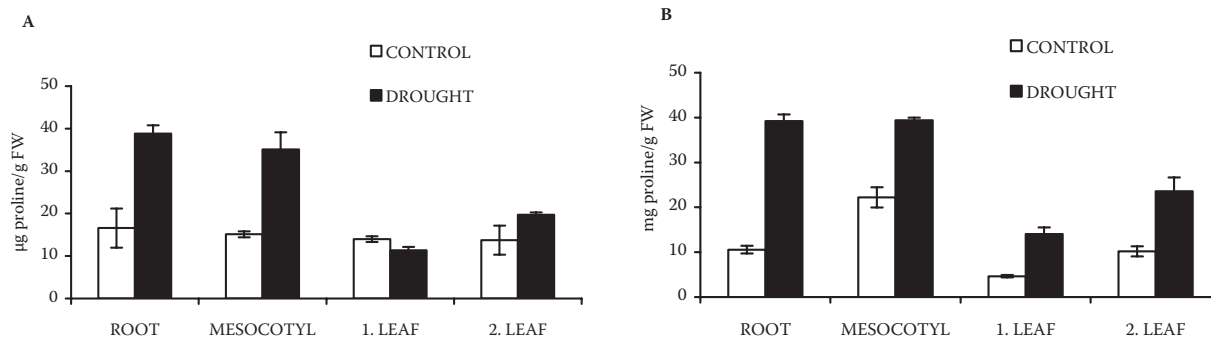 A
CONTROL
DROUGHT
µg proline/g FW
50
40
30
20
10
0
ROOT MESOCOTYL 1. LEAF 2. LEAF
B
CONTROL
DROUGHT
mg proline/g FW
50
40
30
20
10
0
ROOT MESOCOTYL 1. LEAF 2. LEAF